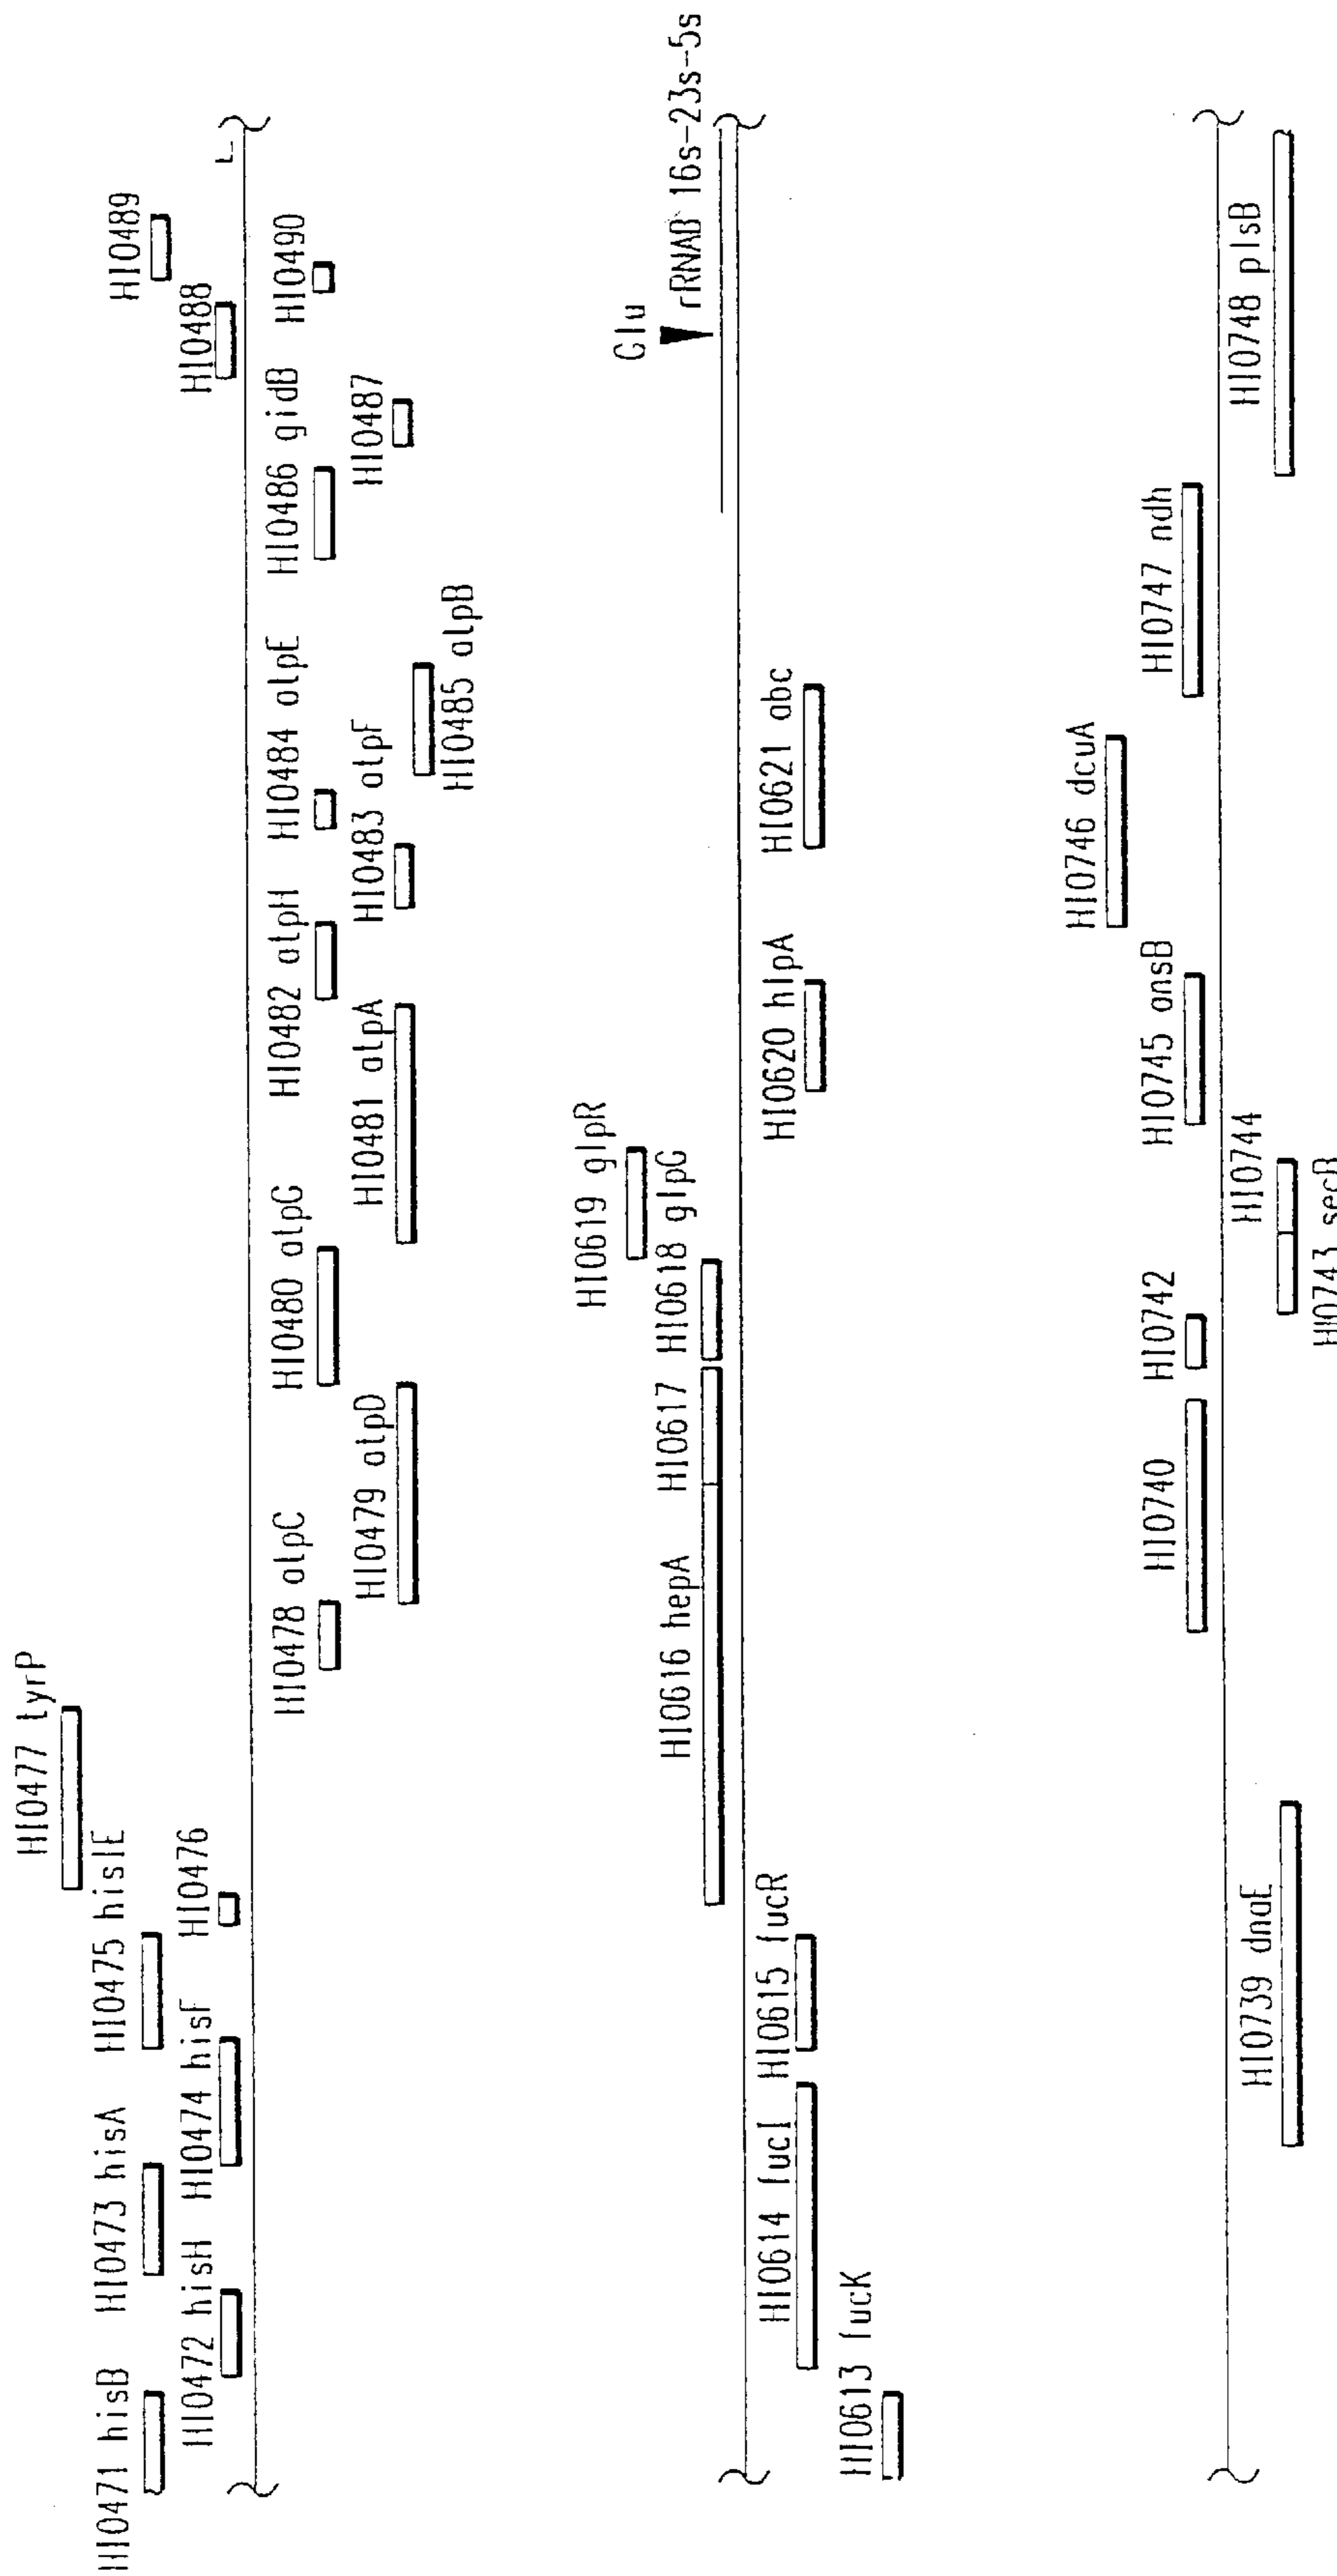 HI0477 tyrP
HI0471 hisB
HI0473 hisA
HI0475 hisIE
HI0489
HI0472 hisH
HI0474 hisF
HI0476
HI0488
HI0478 atpC
HI0480 atpG
HI0482 atpH
HI0484 atpE
HI0486 gidB
HI0490
HI0479 atpD
HI0481 atpA
HI0483 atpF
HI0487
HI0485 atpB
HI0619 glpR
Glu
HI0616 hepA
HI0617
HI0618 glpG
rRNAB 16s-23s-5s
HI0614 fucI
HI0615 fucR
HI0620 hlpA
HI0621 abc
HI0613 fucK
HI0746 dcuA
HI0740
HI0742
HI0745 ansB
HI0747 ndh
HI0739 dnaE
HI0744
HI0748 plsB
HI0743 secB